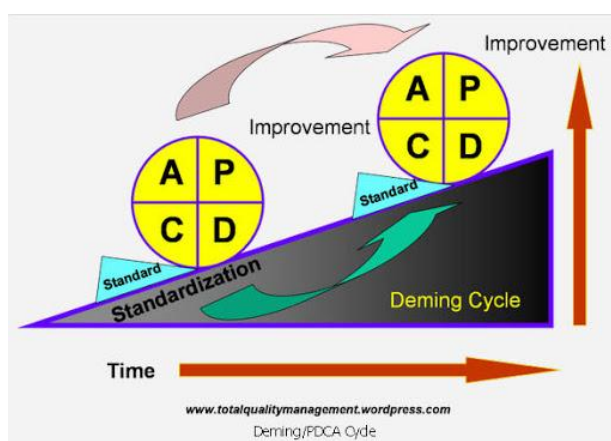 Improvement
A P
C D
Improvement
Standard
A P
C D
Standard
Standardization
Deming Cycle
Time
www.totalqualitymanagement.wordpress.com
Deming/PDCA Cycle